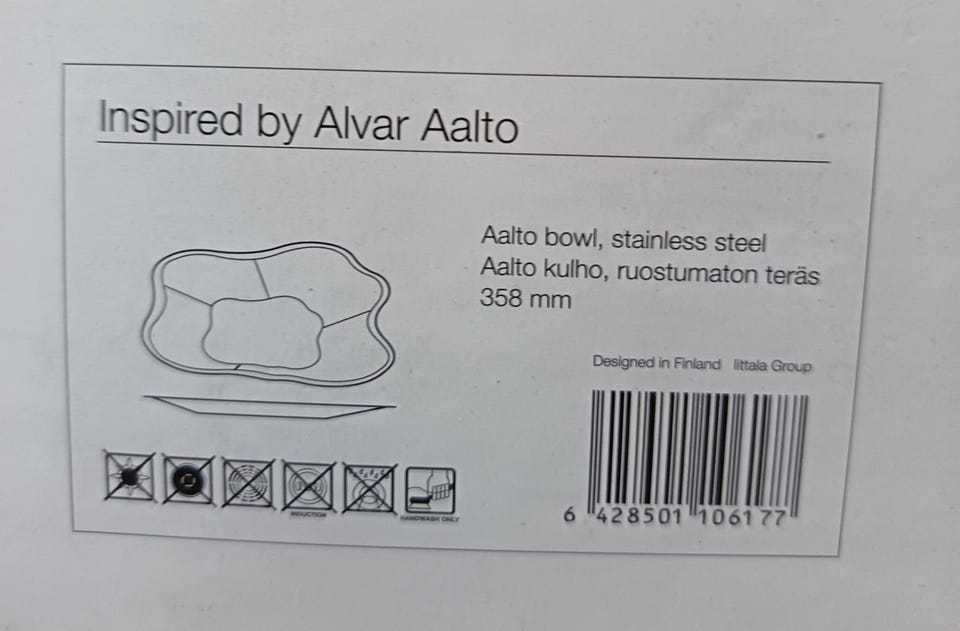 Inspired by Alvar Aalto
Aalto bowl, stainless steel
Aalto kulho, ruostumaton teräs
358 mm
Designed in Finland Iittala Group
INDUCTION
HANDWASH ONLY
6 428501 106177